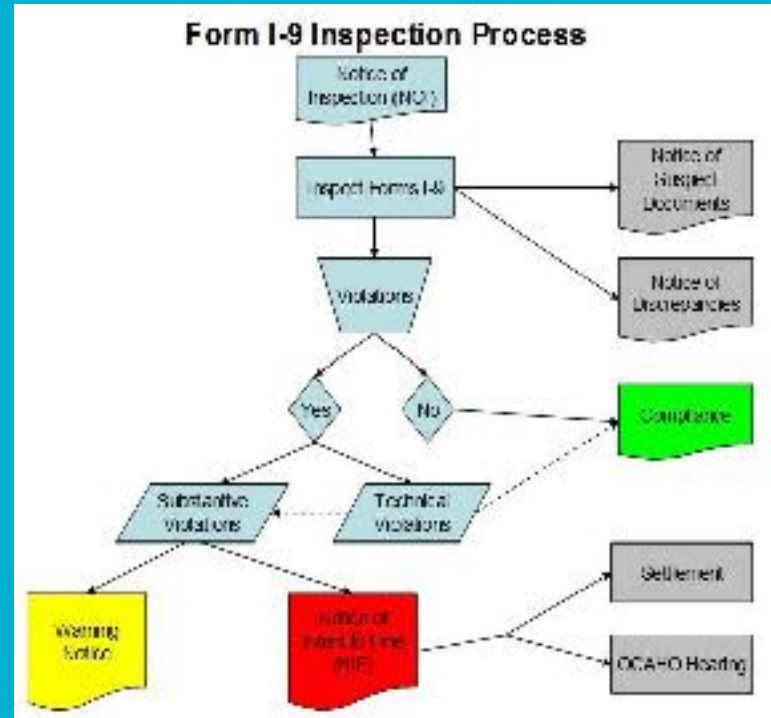 Form I-9 Inspection Process
Notice of
Inspection (NOI)
Inspect Forms I-9
Notice of
Suspect
Documents
Violations
Notice of
Discrepancies
Yes
No
Compliance
Substantive
Violations
Technical
Violations
Settlement
Warning
Notice
Notice of
Intent to Fine
(NIF)
OCAHO Hearing